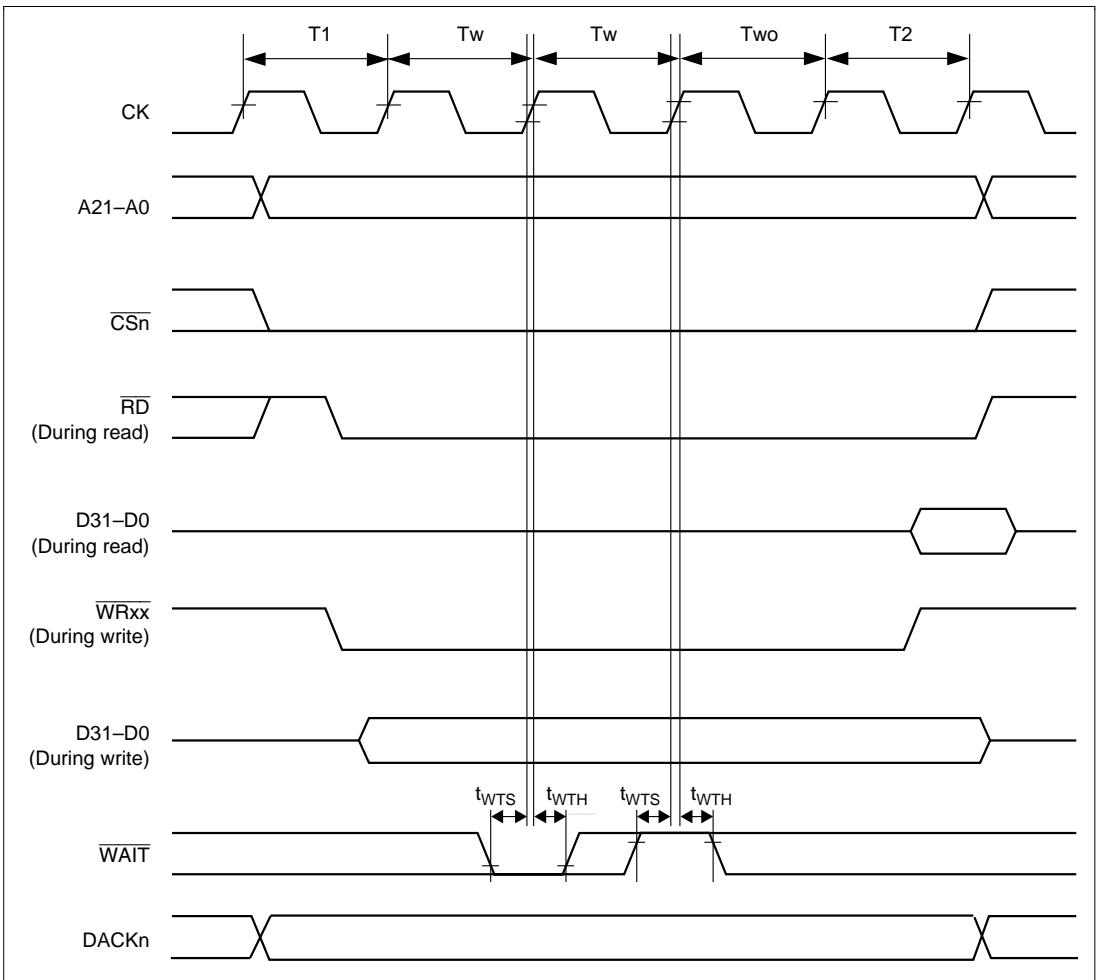 T1 Tw Tw Two T2
CK
A21–A0
CSn
RD
(During read)
D31–D0
(During read)
WRxx
(During write)
D31–D0
(During write)
tWTS tWTH tWTS tWTH
WAIT
DACKn